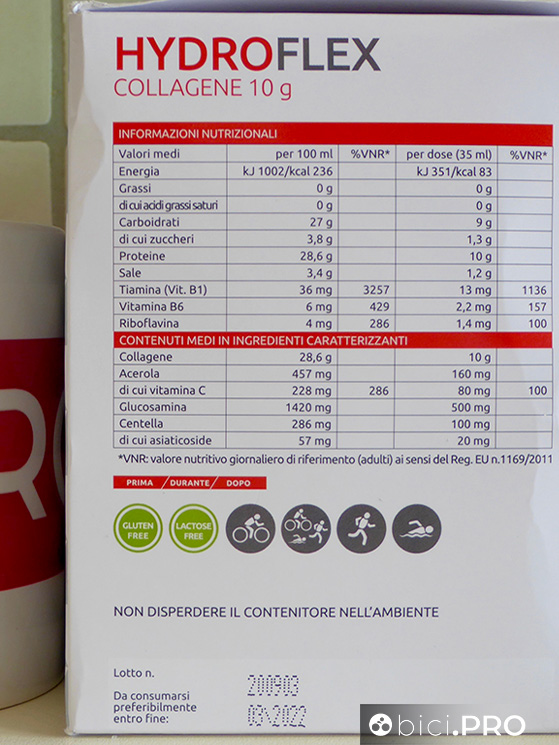 HYDROFLEX
COLLAGENE 10 g
INFORMAZIONI NUTRIZIONALI
Valori medi per 100 ml %VNR* per dose (35 ml) %VNR*
Energia kJ 1002/kcal 236 kJ 351/kcal 83
Grassi 0 g 0 g
di cui acidi grassi saturi 0 g 0 g
Carboidrati 27 g 9 g
di cui zuccheri 3,8 g 1,3 g
Proteine 28,6 g 10 g
Sale 3,4 g 1,2 g
Tiamina (Vit. B1) 36 mg 3257 13 mg 1136
Vitamina B6 6 mg 429 2,2 mg 157
Riboflavina 4 mg 286 1,4 mg 100
CONTENUTI MEDI IN INGREDIENTI CARATTERIZZANTI
Collagene 28,6 g 10 g
Acerola 457 mg 160 mg
di cui vitamina C 228 mg 286 80 mg 100
Glucosamina 1420 mg 500 mg
Centella 286 mg 100 mg
di cui asiaticoside 57 mg 20 mg
*VNR: valore nutritivo giornaliero di riferimento (adulti) ai sensi del Reg. EU n.1169/2011
PRIMA / DURANTE / DOPO
GLUTEN FREE
LACTOSE FREE
NON DISPERDERE IL CONTENITORE NELL'AMBIENTE
Lotto n. 200903
Da consumarsi
preferibilmente
entro fine: 03/2022
bici.PRO